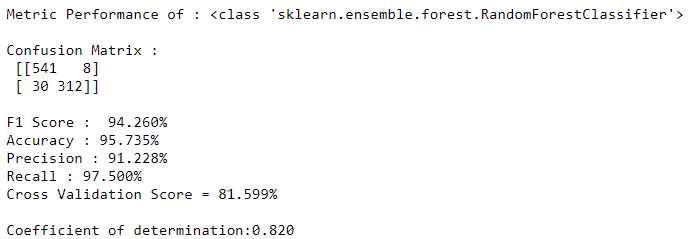 Metric Performance of : <class 'sklearn.ensemble.forest.RandomForestClassifier'>
Confusion Matrix :
[[541   8]
[ 30 312]]
F1 Score :  94.260%
Accuracy : 95.735%
Precision : 91.228%
Recall : 97.500%
Cross Validation Score = 81.599%
Coefficient of determination:0.820